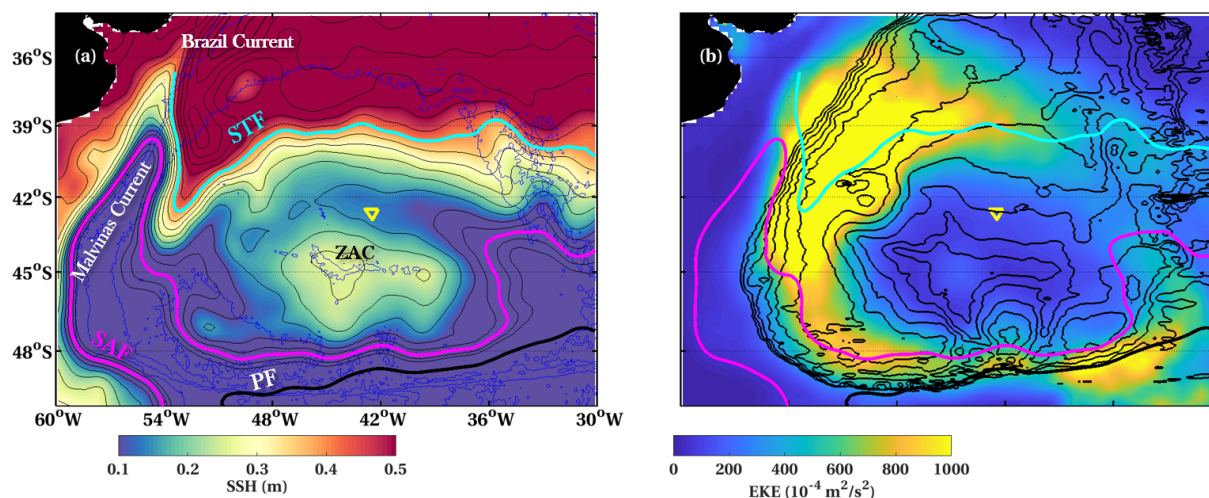 (a)
Brazil Current
STF
Malvinas Current
ZAC
SAF
PF
36°S
39°S
42°S
45°S
48°S
60°W 54°W 48°W 42°W 36°W 30°W
0.1 0.2 0.3 0.4 0.5
SSH (m)
(b)
0 200 400 600 800 1000
EKE (10⁻⁴ m²/s²)